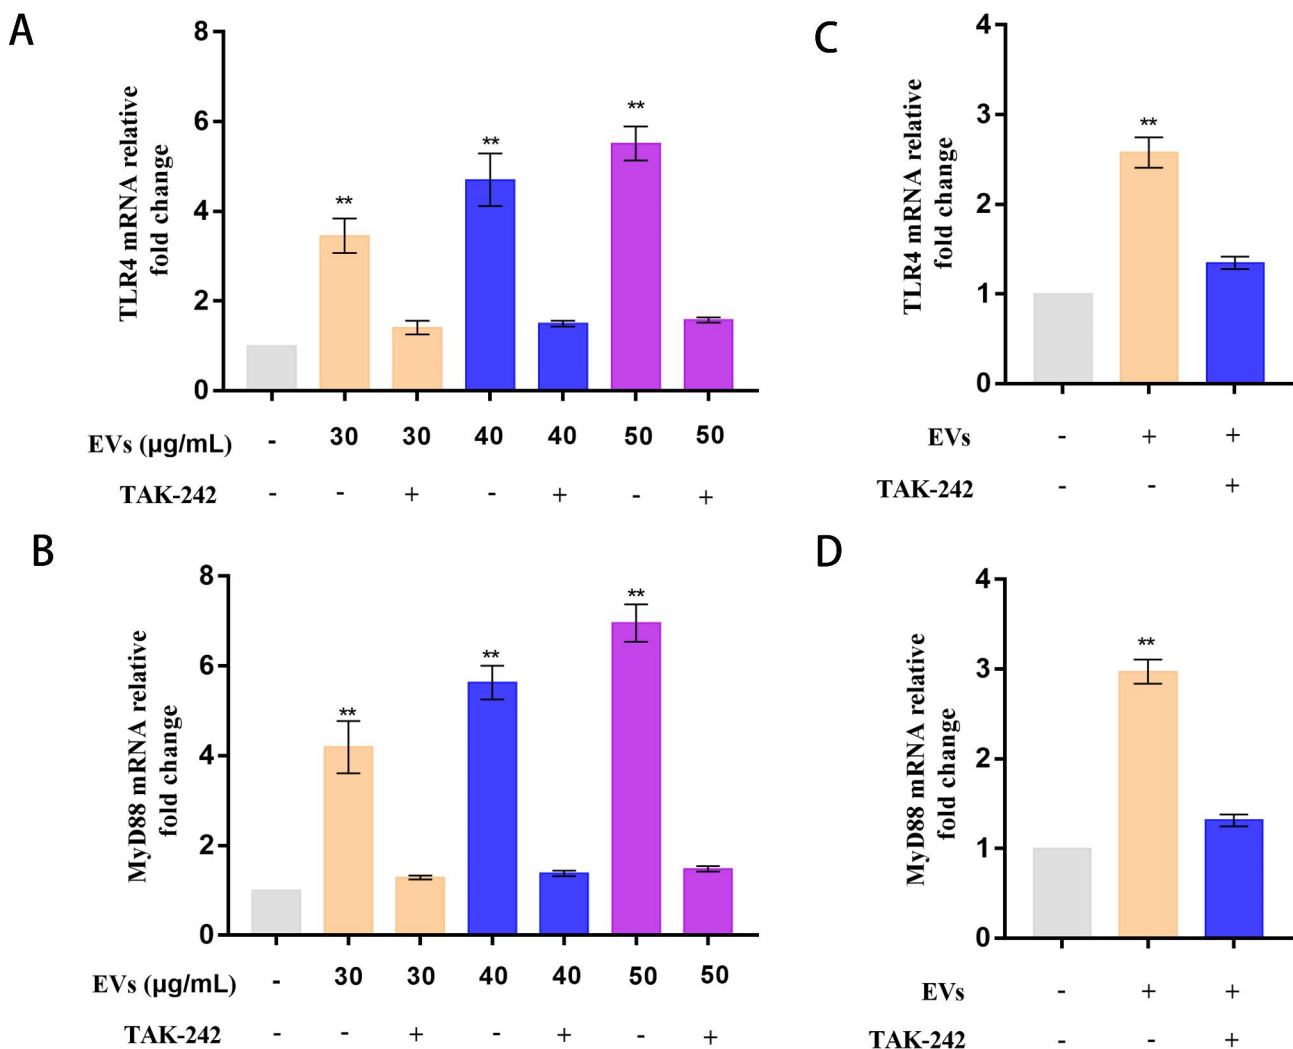 A
TLR4 mRNA relative
fold change
8
6
4
2
0
** ** **
EVs (μg/mL) - 30 30 40 40 50 50
TAK-242 - - + - + - +
C
TLR4 mRNA relative
fold change
4
3
2
1
0
**
EVs - + +
TAK-242 - - +
B
MyD88 mRNA relative
fold change
8
6
4
2
0
** ** **
EVs (μg/mL) - 30 30 40 40 50 50
TAK-242 - - + - + - +
D
MyD88 mRNA relative
fold change
4
3
2
1
0
**
EVs - + +
TAK-242 - - +